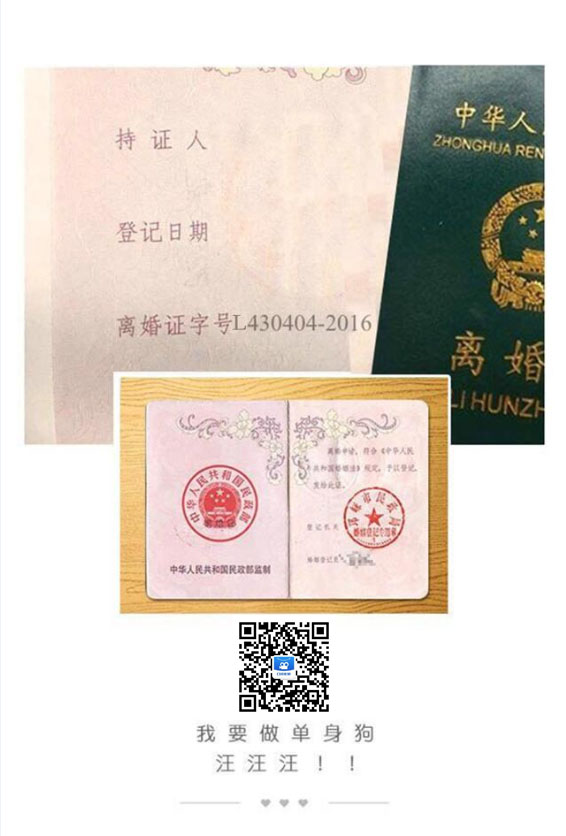 持证人
登记日期
离婚证字号L430404-2016
中华人
ZHONGHUA REN
离婚
LI HUNZH
离婚申请，符合《中华人民
共和国婚姻法》规定，予以登记，
发给此证。
中华人民共和国民政部
登记机关
民政局
婚姻登记专用章
婚姻登记员
中华人民共和国民政部监制
我要做单身狗
汪汪汪！！